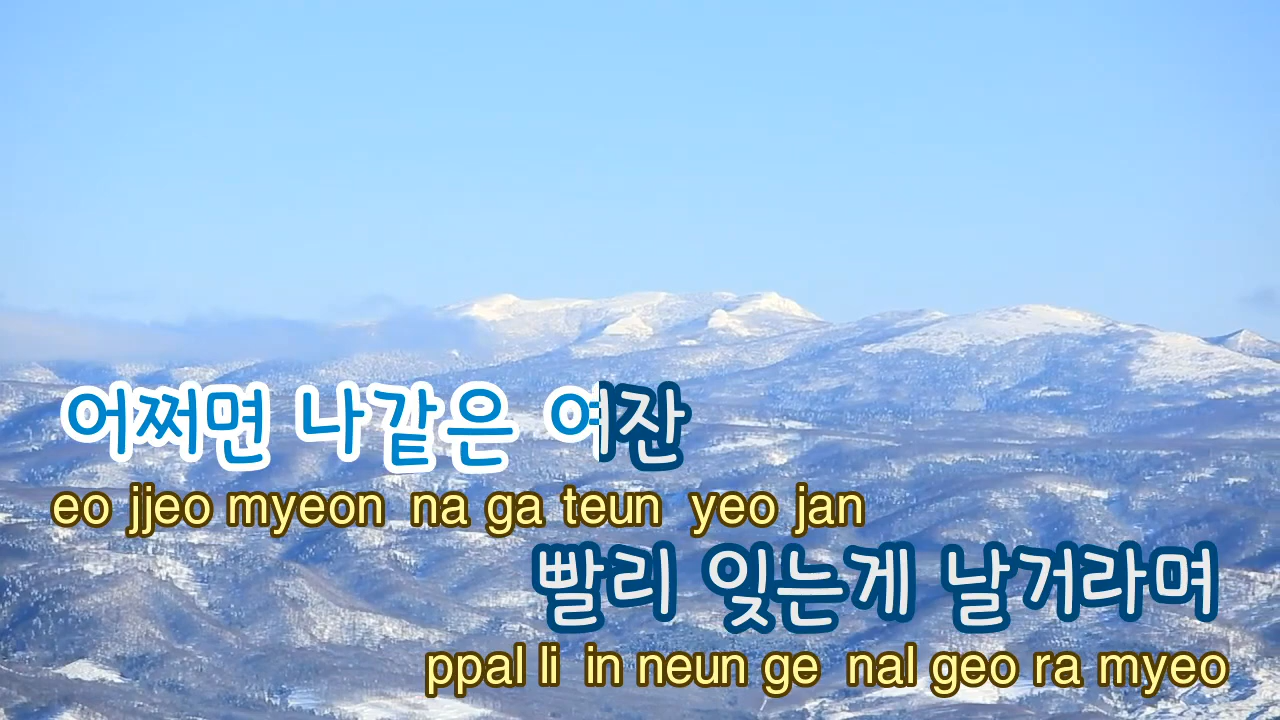 어쩌면 나같은 여잔
eo jjeo myeon na ga teun yeo jan
빨리 잊는게 날거라며
ppal li in neun ge nal geo ra myeo